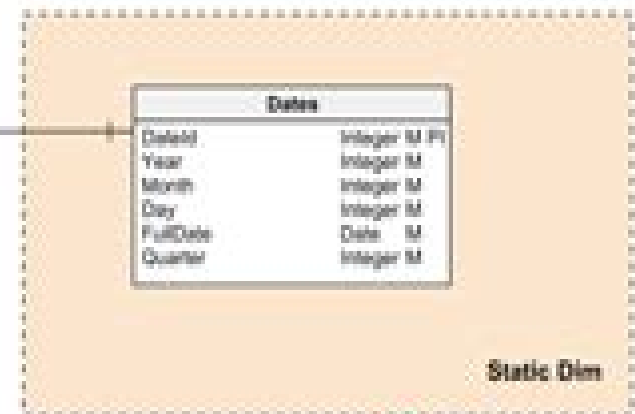 Dates
DateId Integer M PI
Year Integer M
Month Integer M
Day Integer M
FullDate Date M
Quarter Integer M
Static Dim